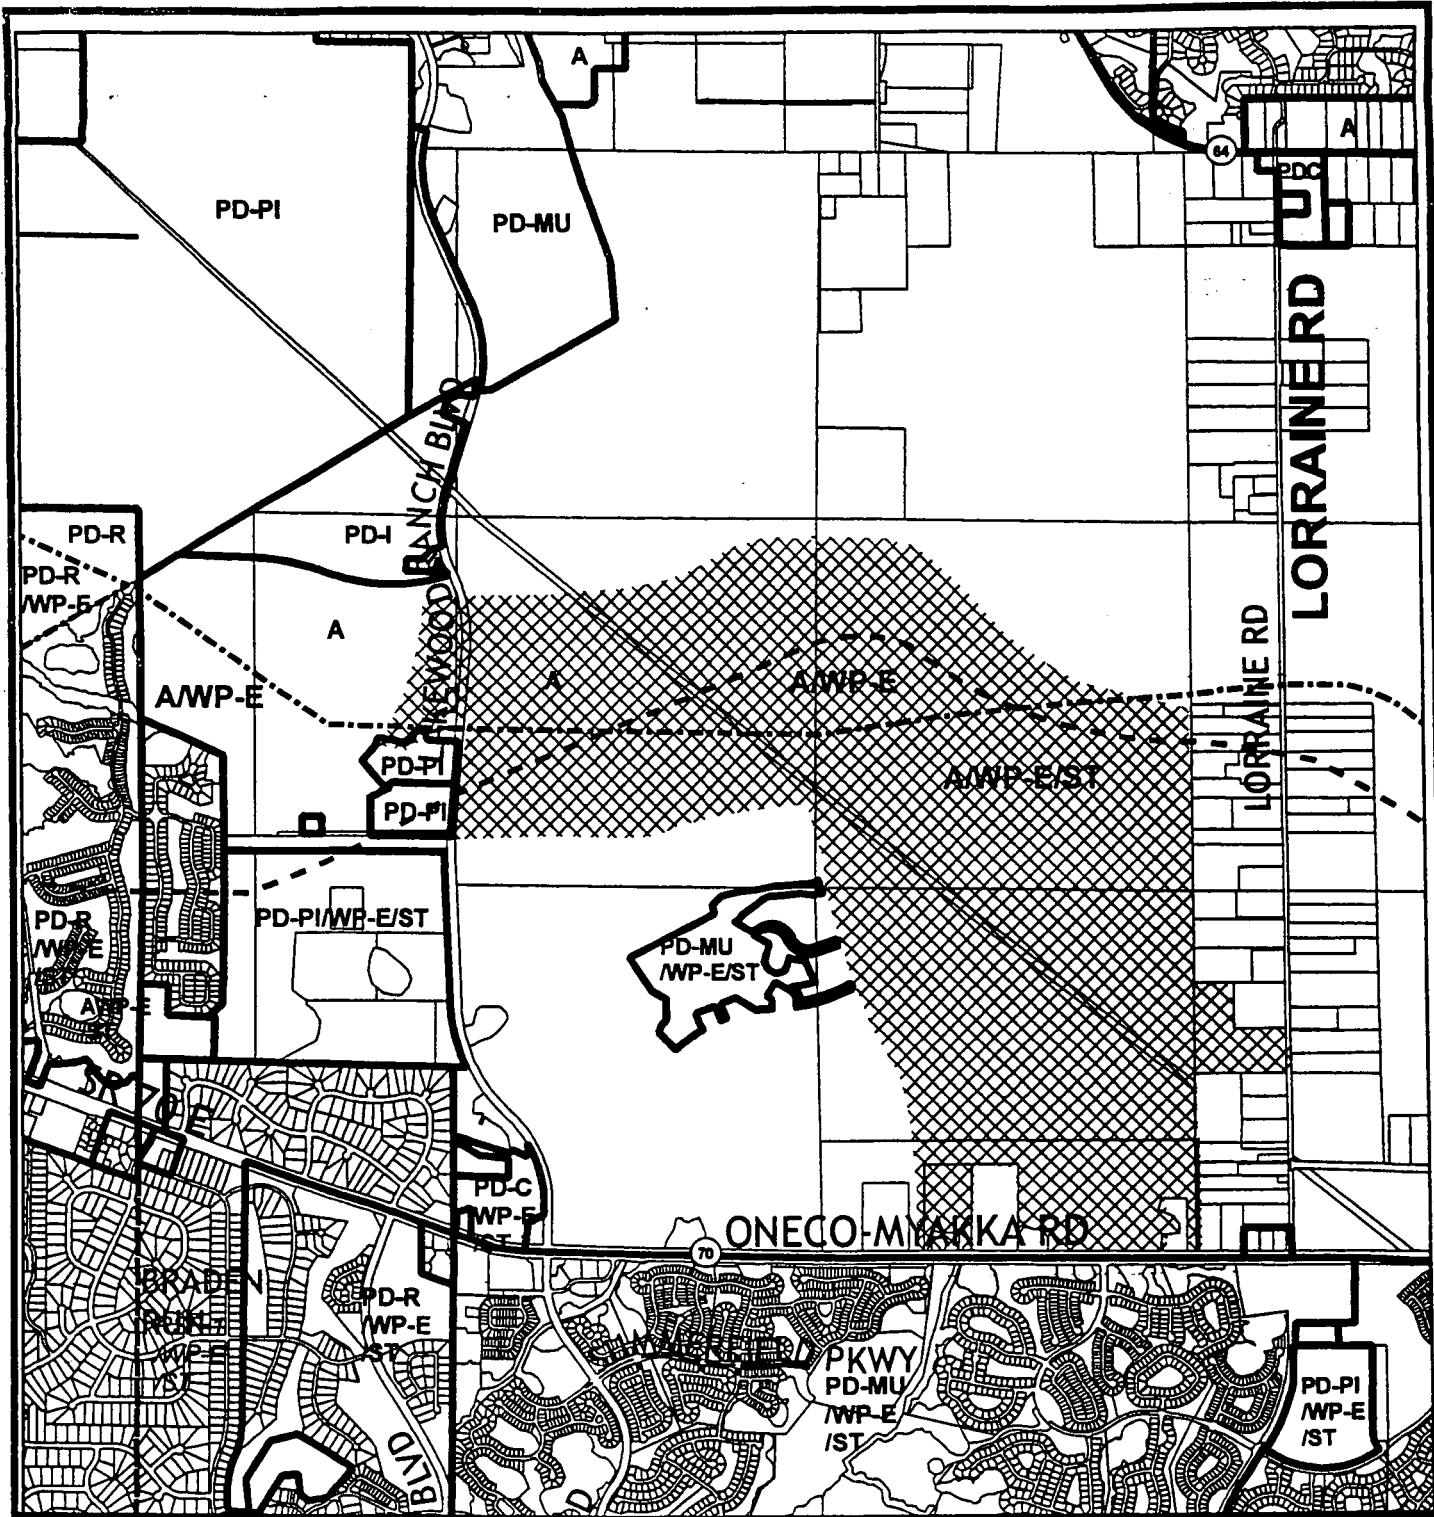 A
A
64
PDC
PD-PI
PD-MU
LORRAINE RD
RANCH BLVD
PD-R
PD-I
PD-R
/WP-E
A
LORRAINE RD
A/WP-E
A
A/WP-E
PD-PI
A/WP-E/ST
PD-PI
PD-R
/WP-E
/ST
PD-PI/WP-E/ST
PD-MU
/WP-E/ST
A/WP-E
SR 70 E
PD-C
/WP-E
/ST
ONECO-MYAKKA RD
70
BRADEN
RUN
/WP-E
/ST
PD-R
/WP-E
/ST
PKWY
PD-MU
/WP-E
/ST
PD-PI
/WP-E
/ST
BLVD
D